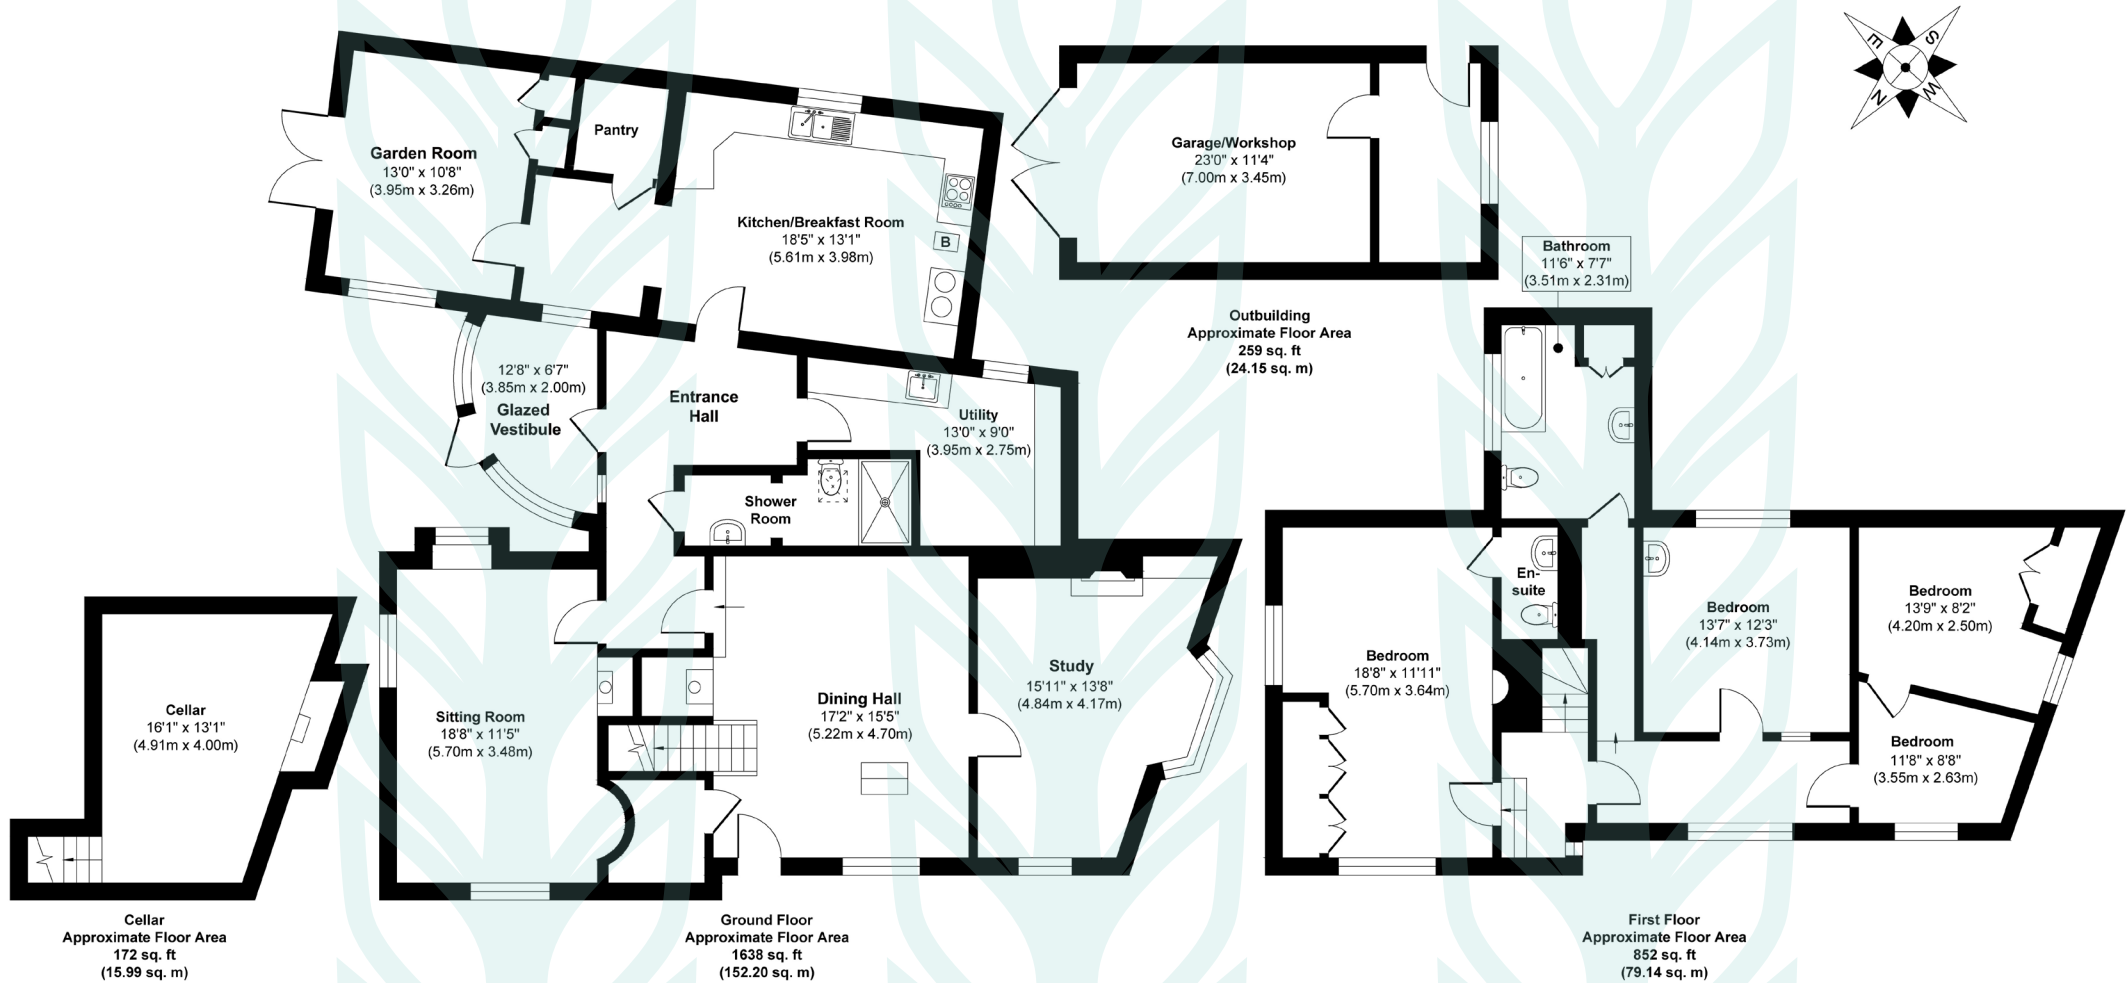 Garden Room
13'0" x 10'8"
(3.95m x 3.26m)
Pantry
Kitchen/Breakfast Room
18'5" x 13'1"
(5.61m x 3.98m)
B
Garage/Workshop
23'0" x 11'4"
(7.00m x 3.45m)
Outbuilding
Approximate Floor Area
259 sq. ft
(24.15 sq. m)
E
S
N
W
Bathroom
11'6" x 7'7"
(3.51m x 2.31m)
12'8" x 6'7"
(3.85m x 2.00m)
Glazed
Vestibule
Entrance
Hall
Utility
13'0" x 9'0"
(3.95m x 2.75m)
Shower
Room
Sitting Room
18'8" x 11'5"
(5.70m x 3.48m)
Dining Hall
17'2" x 15'5"
(5.22m x 4.70m)
Study
15'11" x 13'8"
(4.84m x 4.17m)
Cellar
16'1" x 13'1"
(4.91m x 4.00m)
En-
suite
Bedroom
18'8" x 11'11"
(5.70m x 3.64m)
Bedroom
13'7" x 12'3"
(4.14m x 3.73m)
Bedroom
13'9" x 8'2"
(4.20m x 2.50m)
Bedroom
11'8" x 8'8"
(3.55m x 2.63m)
Cellar
Approximate Floor Area
172 sq. ft
(15.99 sq. m)
Ground Floor
Approximate Floor Area
1638 sq. ft
(152.20 sq. m)
First Floor
Approximate Floor Area
852 sq. ft
(79.14 sq. m)